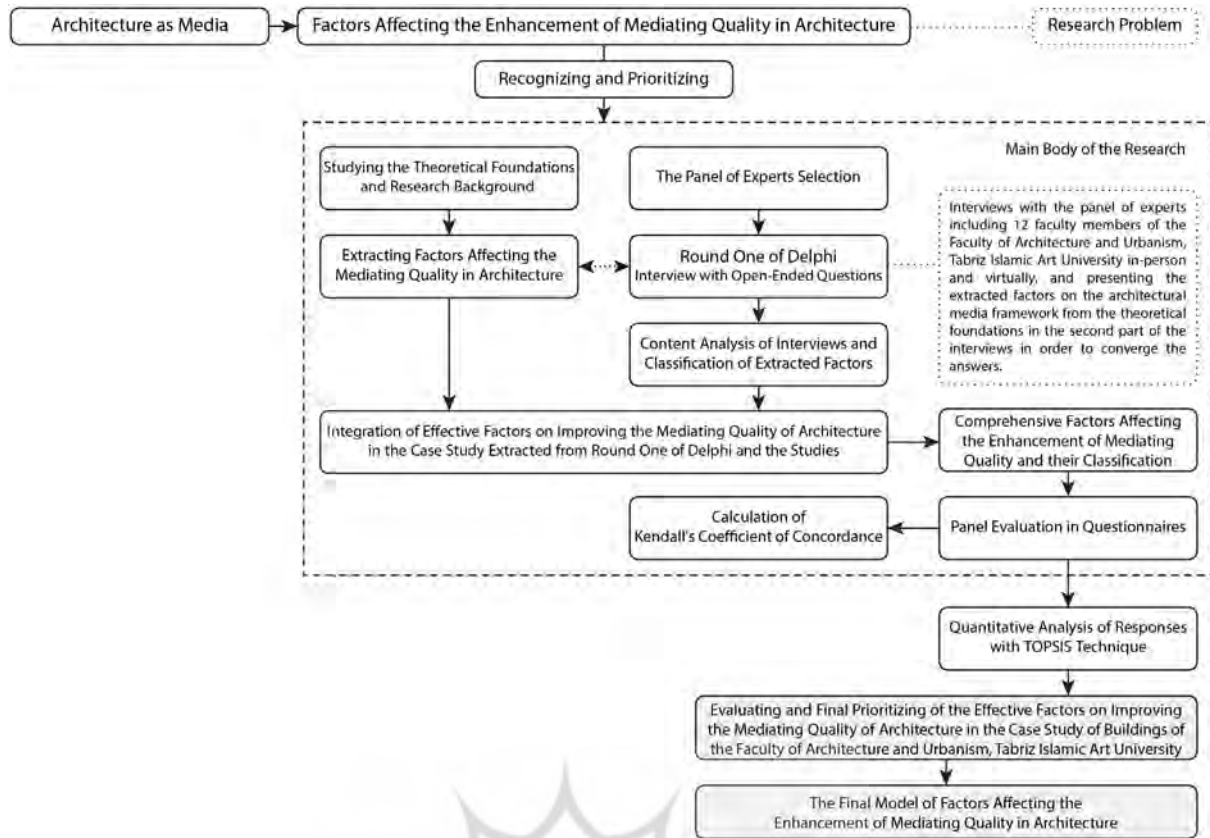 Architecture as Media
Factors Affecting the Enhancement of Mediating Quality in Architecture
Research Problem
Recognizing and Prioritizing
Main Body of the Research
Studying the Theoretical Foundations
and Research Background
The Panel of Experts Selection
Interviews with the panel of experts
including 12 faculty members of the
Faculty of Architecture and Urbanism,
Tabriz Islamic Art University in-person
and virtually, and presenting the
extracted factors on the architectural
media framework from the theoretical
foundations in the second part of the
interviews in order to converge the
answers.
Extracting Factors Affecting the
Mediating Quality in Architecture
Round One of Delphi
Interview with Open-Ended Questions
Content Analysis of Interviews and
Classification of Extracted Factors
Integration of Effective Factors on Improving the Mediating Quality of Architecture
in the Case Study Extracted from Round One of Delphi and the Studies
Comprehensive Factors Affecting
the Enhancement of Mediating
Quality and their Classification
Calculation of
Kendall's Coefficient of Concordance
Panel Evaluation in Questionnaires
Quantitative Analysis of Responses
with TOPSIS Technique
Evaluating and Final Prioritizing of the Effective Factors on Improving
the Mediating Quality of Architecture in the Case Study of Buildings of
the Faculty of Architecture and Urbanism, Tabriz Islamic Art University
The Final Model of Factors Affecting the
Enhancement of Mediating Quality in Architecture